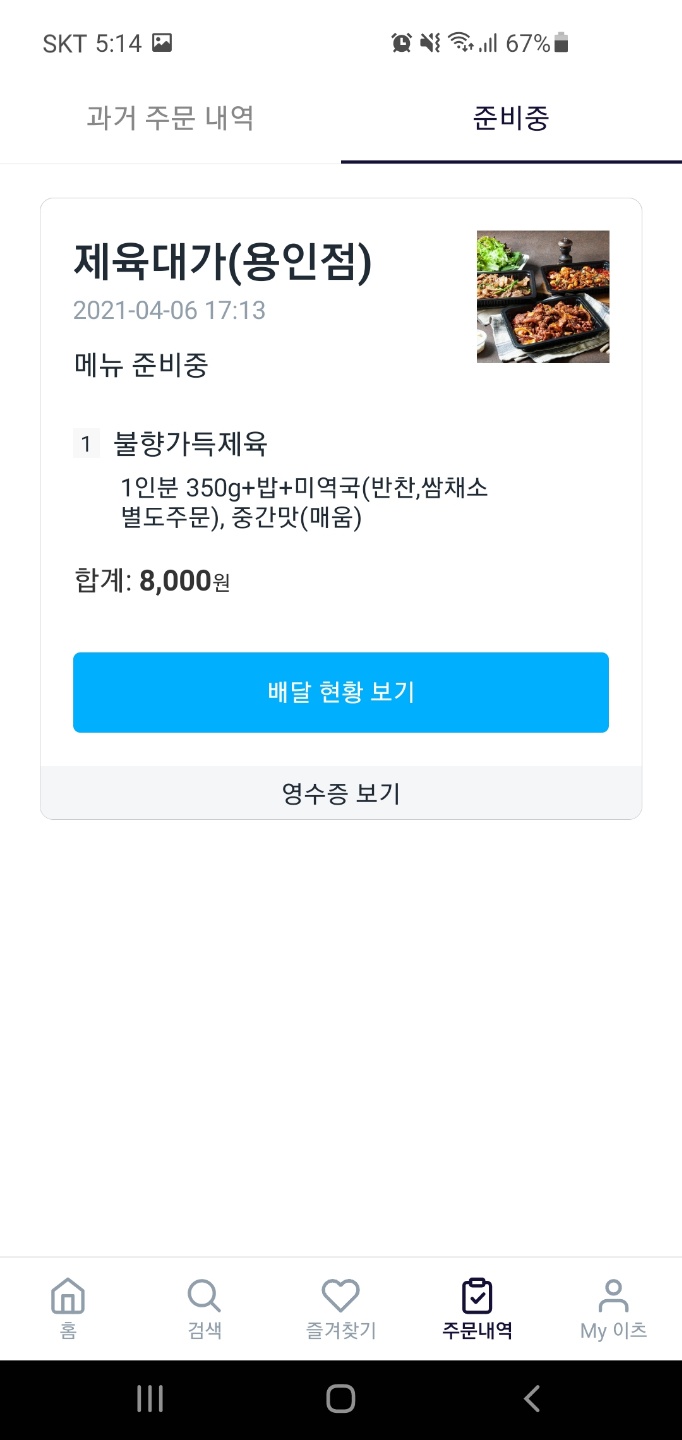 SKT 5:14 67%
과거 주문 내역 준비중
제육대가(용인점)
2021-04-06 17:13
메뉴 준비중
1 불향가득제육
1인분 350g+밥+미역국(반찬,쌈채소
별도주문), 중간맛(매움)
합계: 8,000원
배달 현황 보기
영수증 보기
홈 검색 즐겨찾기 주문내역 My 이츠